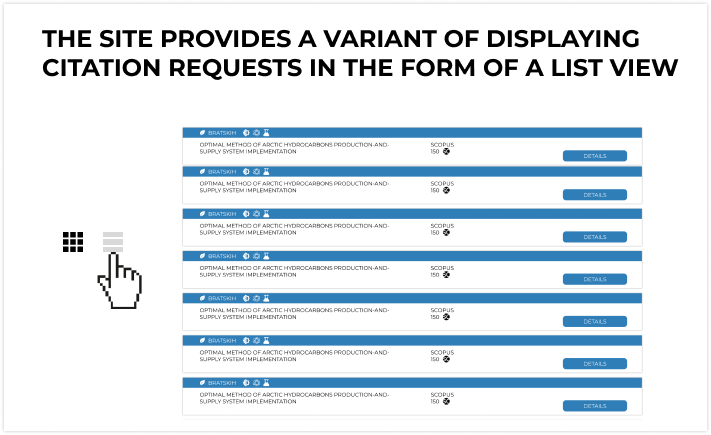 THE SITE PROVIDES A VARIANT OF DISPLAYING
CITATION REQUESTS IN THE FORM OF A LIST VIEW
BRATSKIH
OPTIMAL METHOD OF ARCTIC HYDROCARBONS PRODUCTION-AND-
SUPPLY SYSTEM IMPLEMENTATION
SCOPUS
150
DETAILS
BRATSKIH
OPTIMAL METHOD OF ARCTIC HYDROCARBONS PRODUCTION-AND-
SUPPLY SYSTEM IMPLEMENTATION
SCOPUS
150
DETAILS
BRATSKIH
OPTIMAL METHOD OF ARCTIC HYDROCARBONS PRODUCTION-AND-
SUPPLY SYSTEM IMPLEMENTATION
SCOPUS
150
DETAILS
BRATSKIH
OPTIMAL METHOD OF ARCTIC HYDROCARBONS PRODUCTION-AND-
SUPPLY SYSTEM IMPLEMENTATION
SCOPUS
150
DETAILS
BRATSKIH
OPTIMAL METHOD OF ARCTIC HYDROCARBONS PRODUCTION-AND-
SUPPLY SYSTEM IMPLEMENTATION
SCOPUS
150
DETAILS
BRATSKIH
OPTIMAL METHOD OF ARCTIC HYDROCARBONS PRODUCTION-AND-
SUPPLY SYSTEM IMPLEMENTATION
SCOPUS
150
DETAILS
BRATSKIH
OPTIMAL METHOD OF ARCTIC HYDROCARBONS PRODUCTION-AND-
SUPPLY SYSTEM IMPLEMENTATION
SCOPUS
150
DETAILS